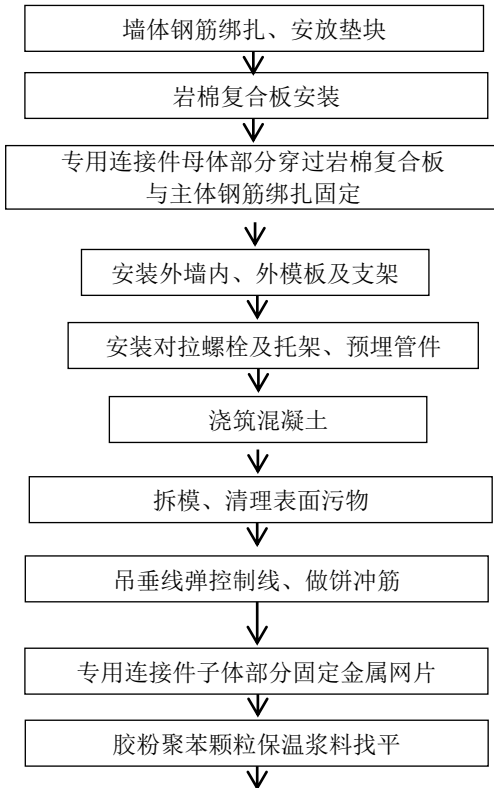 墙体钢筋绑扎、安放垫块
岩棉复合板安装
专用连接件母体部分穿过岩棉复合板
与主体钢筋绑扎固定
安装外墙内、外模板及支架
安装对拉螺栓及托架、预埋管件
浇筑混凝土
拆模、清理表面污物
吊垂线弹控制线、做饼冲筋
专用连接件子体部分固定金属网片
胶粉聚苯颗粒保温浆料找平